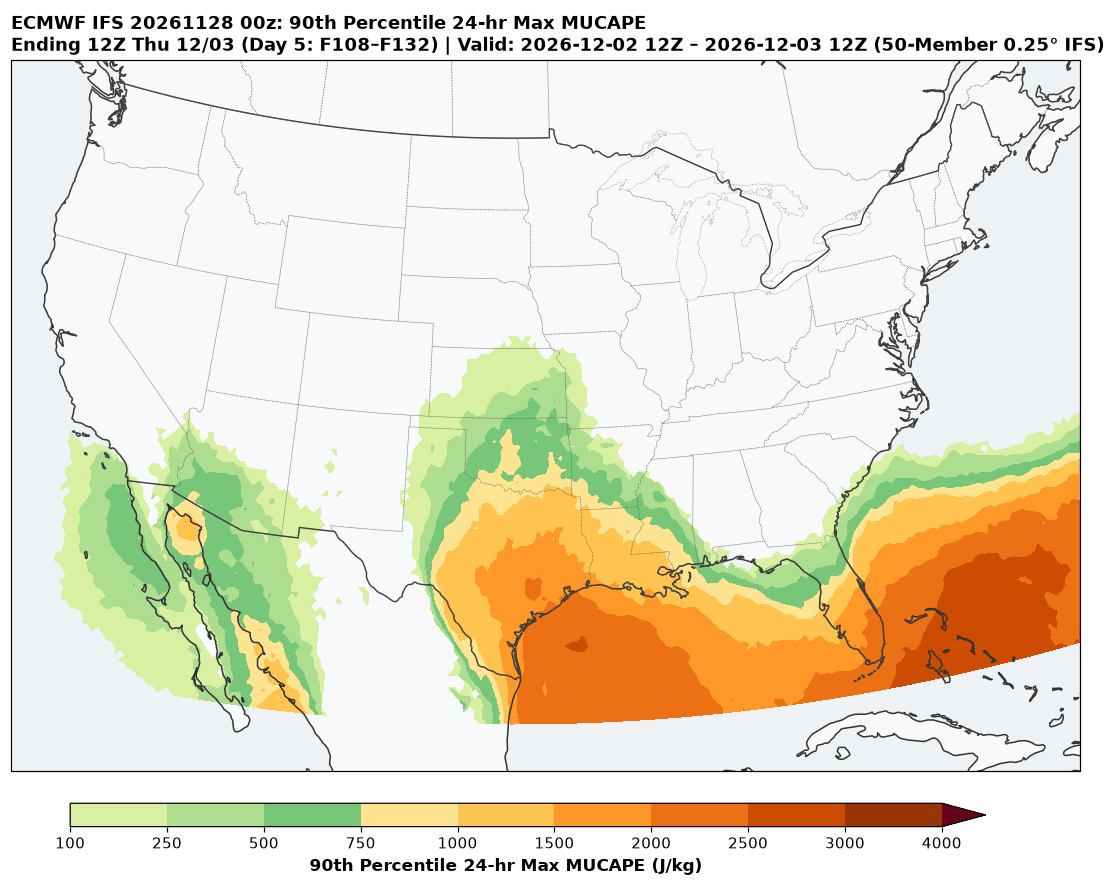 ECMWF IFS 20261128 00z: 90th Percentile 24-hr Max MUCAPE
Ending 12Z Thu 12/03 (Day 5: F108–F132) | Valid: 2026-12-02 12Z – 2026-12-03 12Z (50-Member 0.25° IFS)
100 250 500 750 1000 1500 2000 2500 3000 4000
90th Percentile 24-hr Max MUCAPE (J/kg)